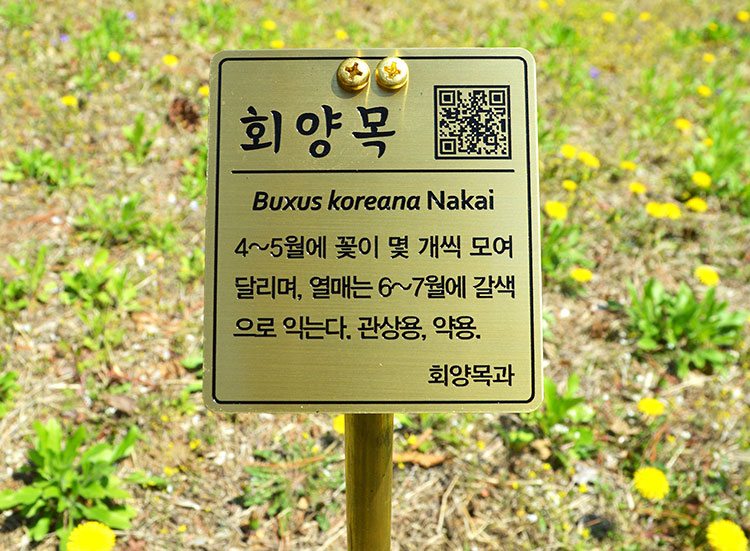 회양목
Buxus koreana Nakai
4~5월에 꽃이 몇 개씩 모여
달리며, 열매는 6~7월에 갈색
으로 익는다. 관상용, 약용.
회양목과